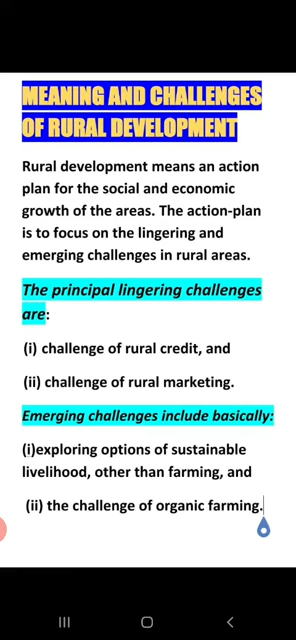 MEANING AND CHALLENGES
OF RURAL DEVELOPMENT
Rural development means an action
plan for the social and economic
growth of the areas. The action-plan
is to focus on the lingering and
emerging challenges in rural areas.
The principal lingering challenges
are:
(i) challenge of rural credit, and
(ii) challenge of rural marketing.
Emerging challenges include basically:
(i)exploring options of sustainable
livelihood, other than farming, and
(ii) the challenge of organic farming.